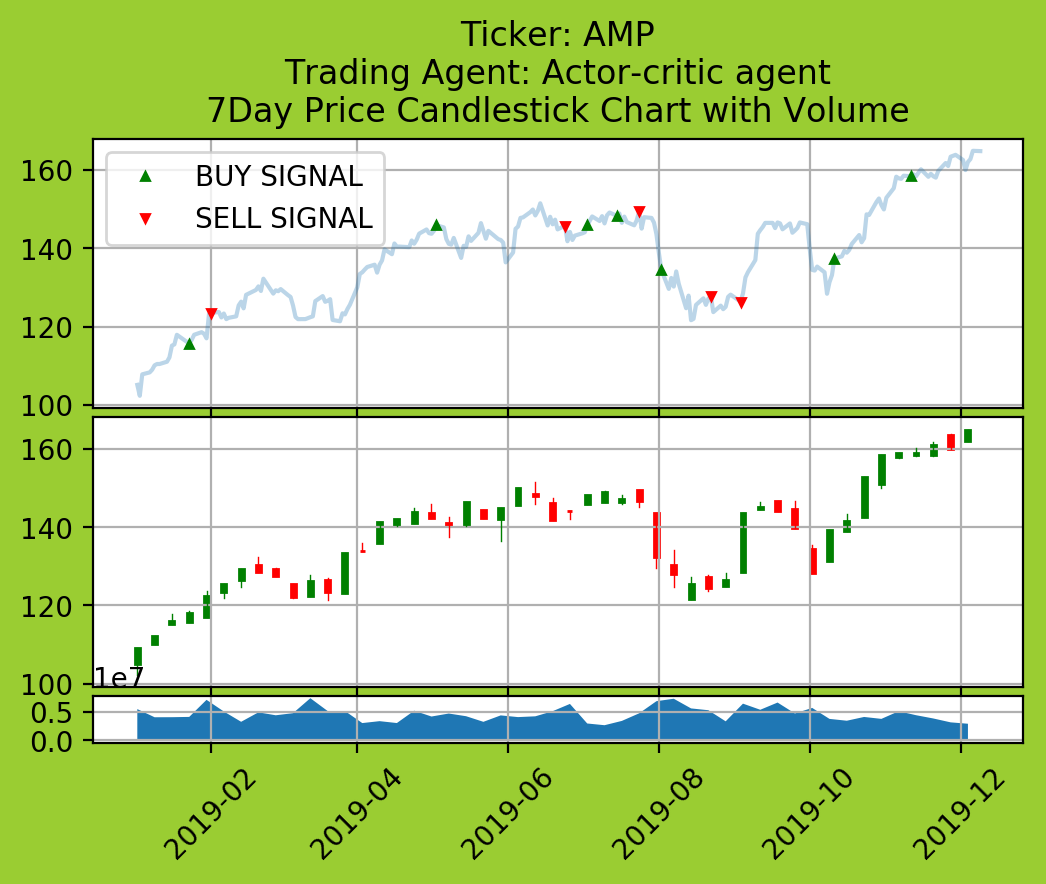 Ticker: AMP
Trading Agent: Actor-critic agent
7Day Price Candlestick Chart with Volume
BUY SIGNAL
SELL SIGNAL
160
140
120
100
160
140
120
100
1e7
0.5
0.0
2019-02
2019-04
2019-06
2019-08
2019-10
2019-12